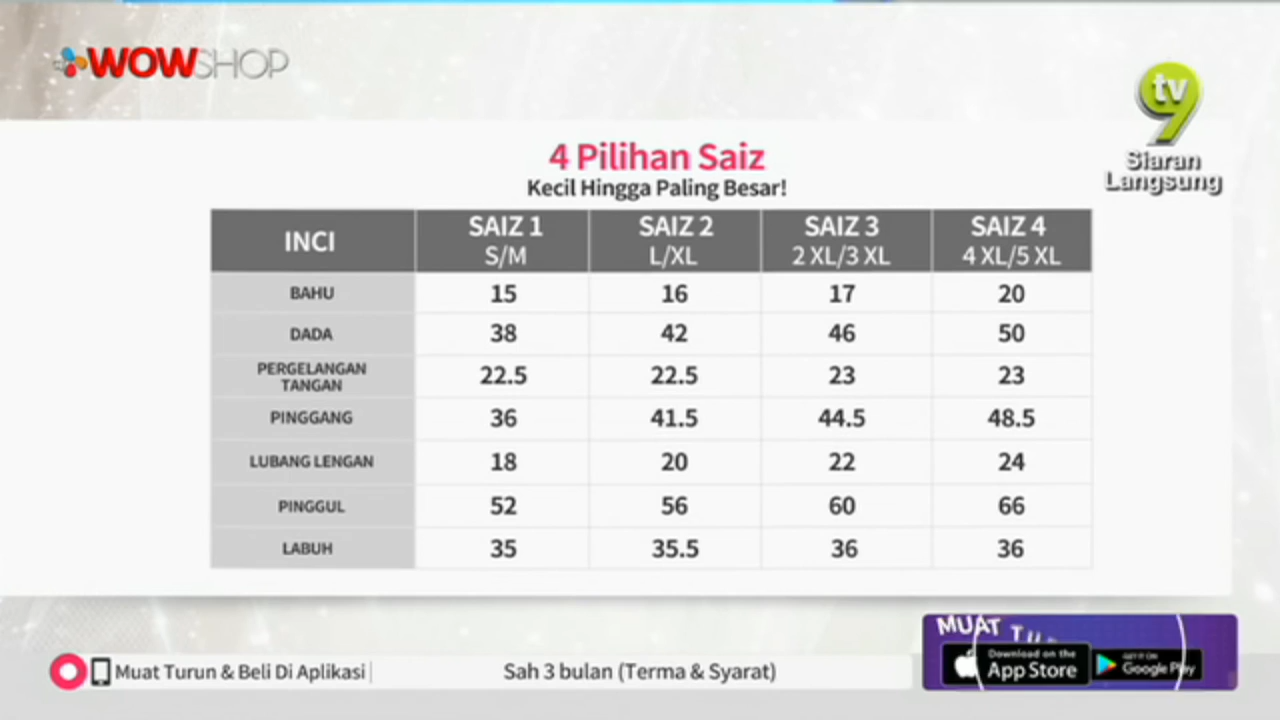 WOWSHOP
tv9
Siaran
Langsung
4 Pilihan Saiz
Kecil Hingga Paling Besar!
INCI SAIZ 1 S/M SAIZ 2 L/XL SAIZ 3 2 XL/3 XL SAIZ 4 4 XL/5 XL
BAHU 15 16 17 20
DADA 38 42 46 50
PERGELANGAN TANGAN 22.5 22.5 23 23
PINGGANG 36 41.5 44.5 48.5
LUBANG LENGAN 18 20 22 24
PINGGUL 52 56 60 66
LABUH 35 35.5 36 36
Muat Turun & Beli Di Aplikasi
Sah 3 bulan (Terma & Syarat)
MUAT
Download on the
App Store
GET IT ON
Google Play